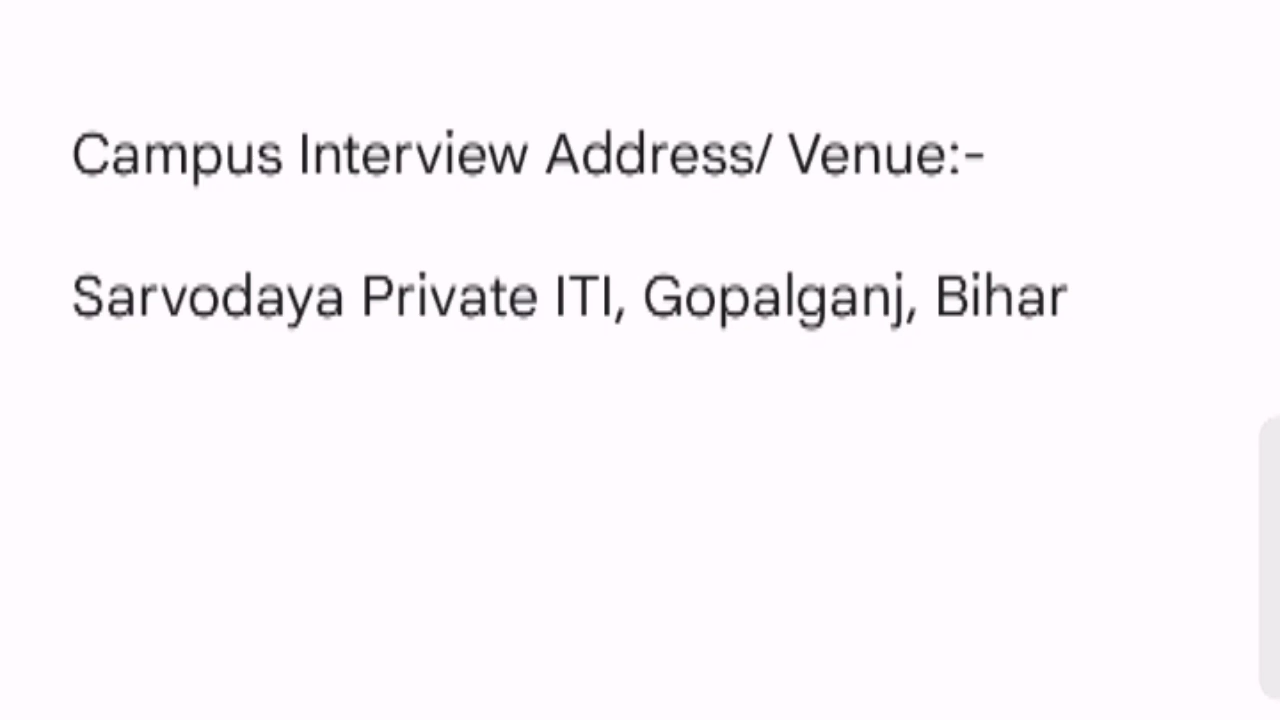 Campus Interview Address/ Venue:-
Sarvodaya Private ITI, Gopalganj, Bihar